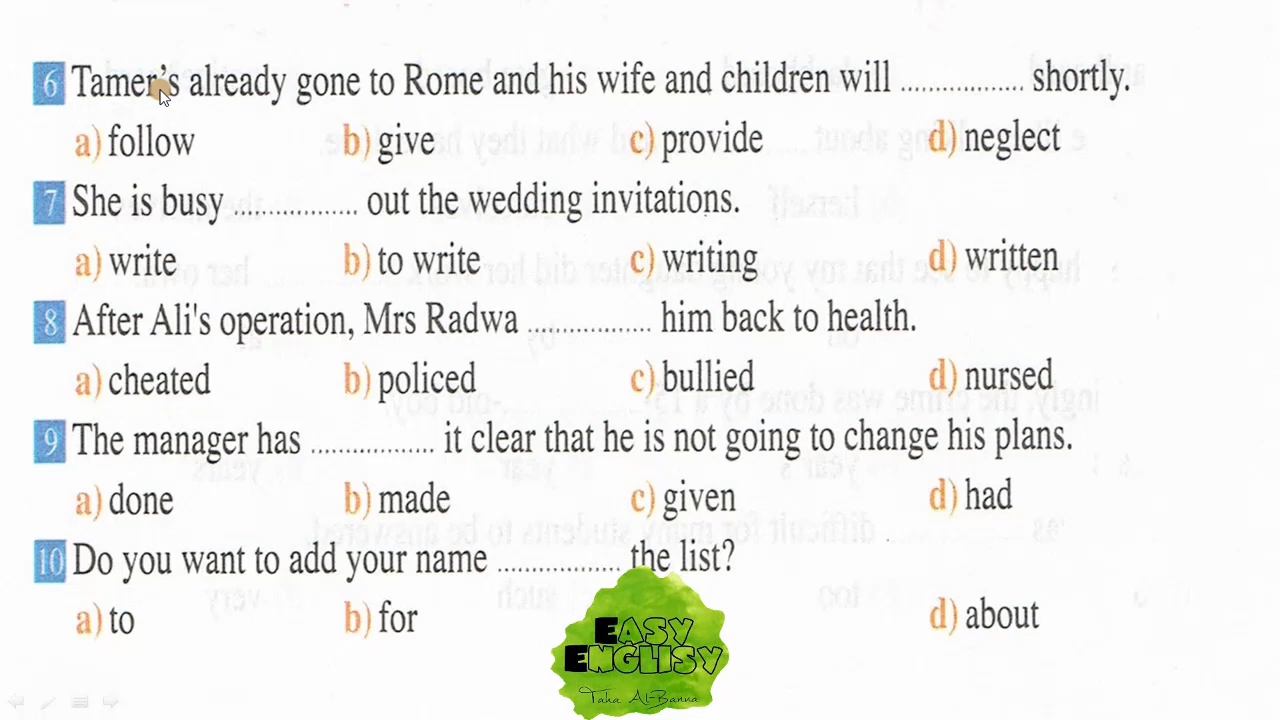 6 Tamer's already gone to Rome and his wife and children will .................. shortly.
a) follow b) give c) provide d) neglect
7 She is busy .................. out the wedding invitations.
a) write b) to write c) writing d) written
8 After Ali's operation, Mrs Radwa .................. him back to health.
a) cheated b) policed c) bullied d) nursed
9 The manager has .................. it clear that he is not going to change his plans.
a) done b) made c) given d) had
10 Do you want to add your name .................. the list?
a) to b) for d) about
EASY
ENGLISY
Taha Al-Banna